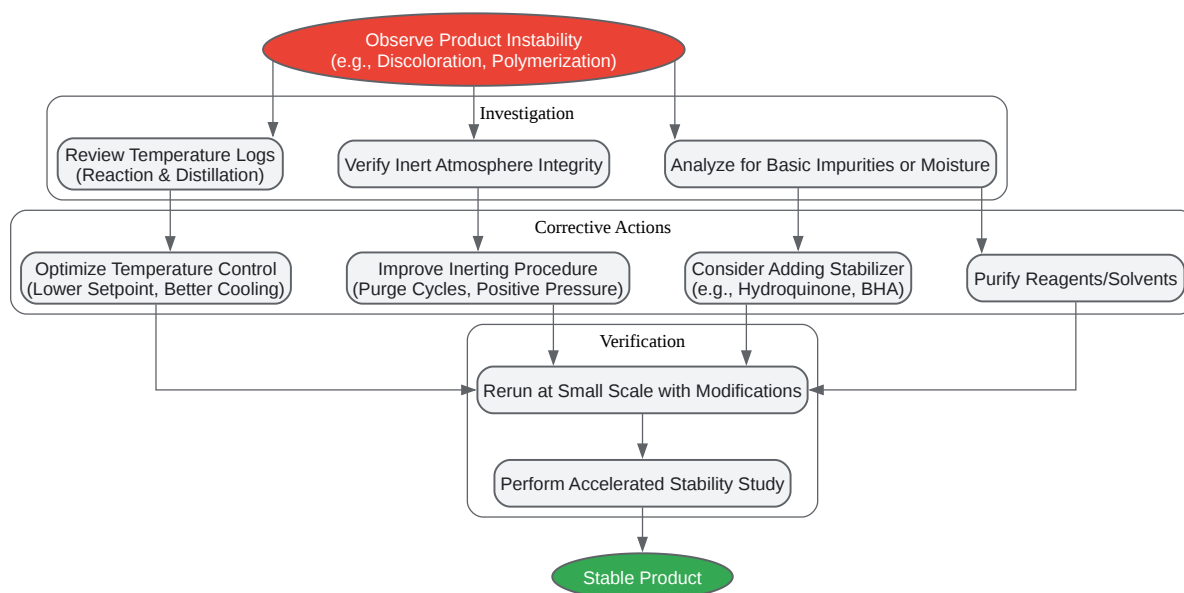 Observe Product Instability
(e.g., Discoloration, Polymerization)
Investigation
Review Temperature Logs
(Reaction & Distillation)
Verify Inert Atmosphere Integrity
Analyze for Basic Impurities or Moisture
Corrective Actions
Optimize Temperature Control
(Lower Setpoint, Better Cooling)
Improve Inerting Procedure
(Purge Cycles, Positive Pressure)
Consider Adding Stabilizer
(e.g., Hydroquinone, BHA)
Purify Reagents/Solvents
Verification
Rerun at Small Scale with Modifications
Perform Accelerated Stability Study
Stable Product